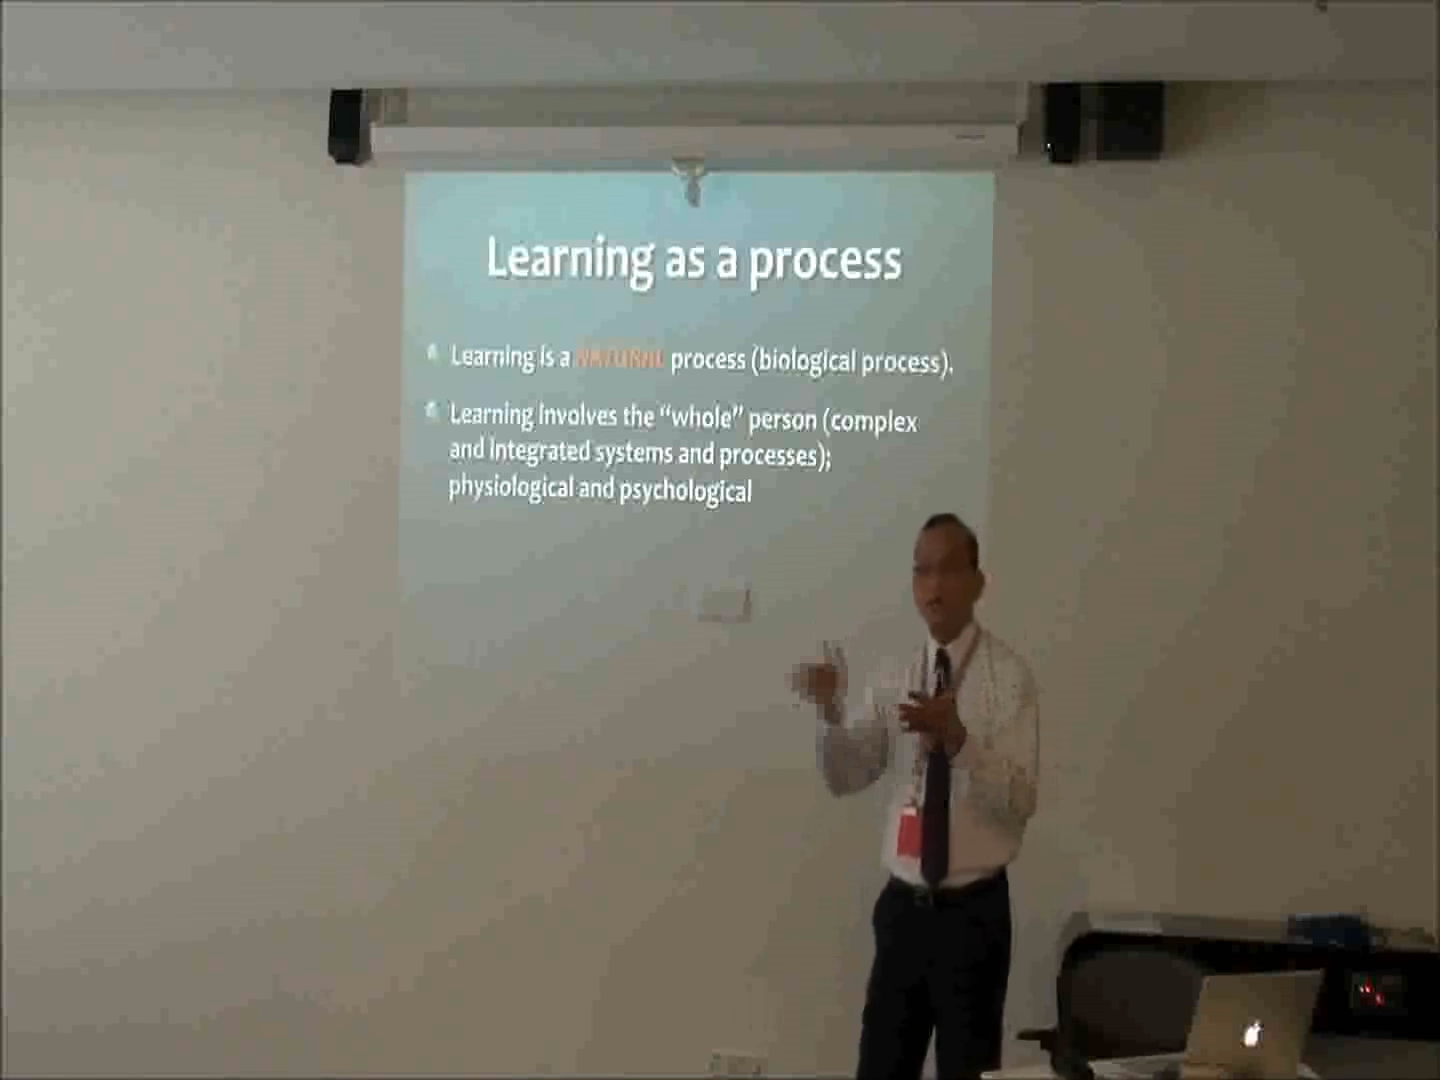 Learning as a process
Learning is a NATURAL process (biological process).
Learning involves the “whole” person (complex
and integrated systems and processes);
physiological and psychological